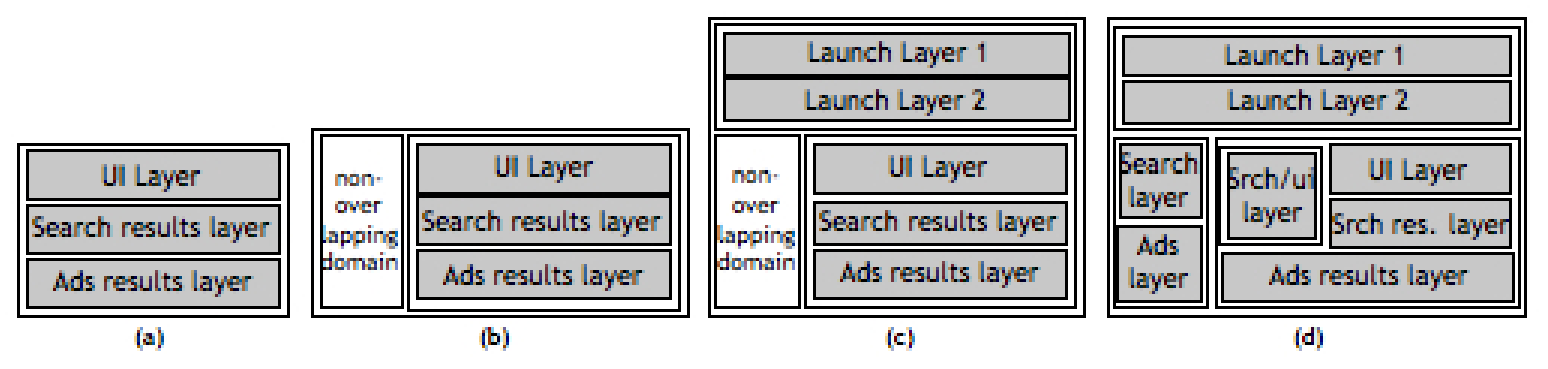 UI Layer
Search results layer
Ads results layer
(a)
non-
over
lapping
domain
UI Layer
Search results layer
Ads results layer
(b)
Launch Layer 1
Launch Layer 2
non-
over
lapping
domain
UI Layer
Search results layer
Ads results layer
(c)
Launch Layer 1
Launch Layer 2
Search
layer
Ads
layer
Srch/ui
layer
UI Layer
Srch res. layer
Ads results layer
(d)